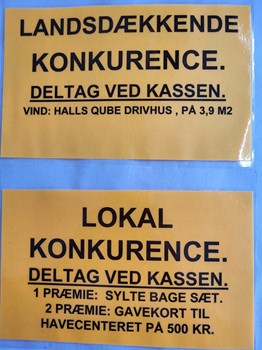 LANDSDÆKKENDE
KONKURENCE.
DELTAG VED KASSEN.
VIND: HALLS QUBE DRIVHUS , PÅ 3,9 M2
LOKAL
KONKURENCE.
DELTAG VED KASSEN.
1 PRÆMIE: SYLTE BAGE SÆT.
2 PRÆMIE: GAVEKORT TIL
HAVECENTERET PÅ 500 KR.